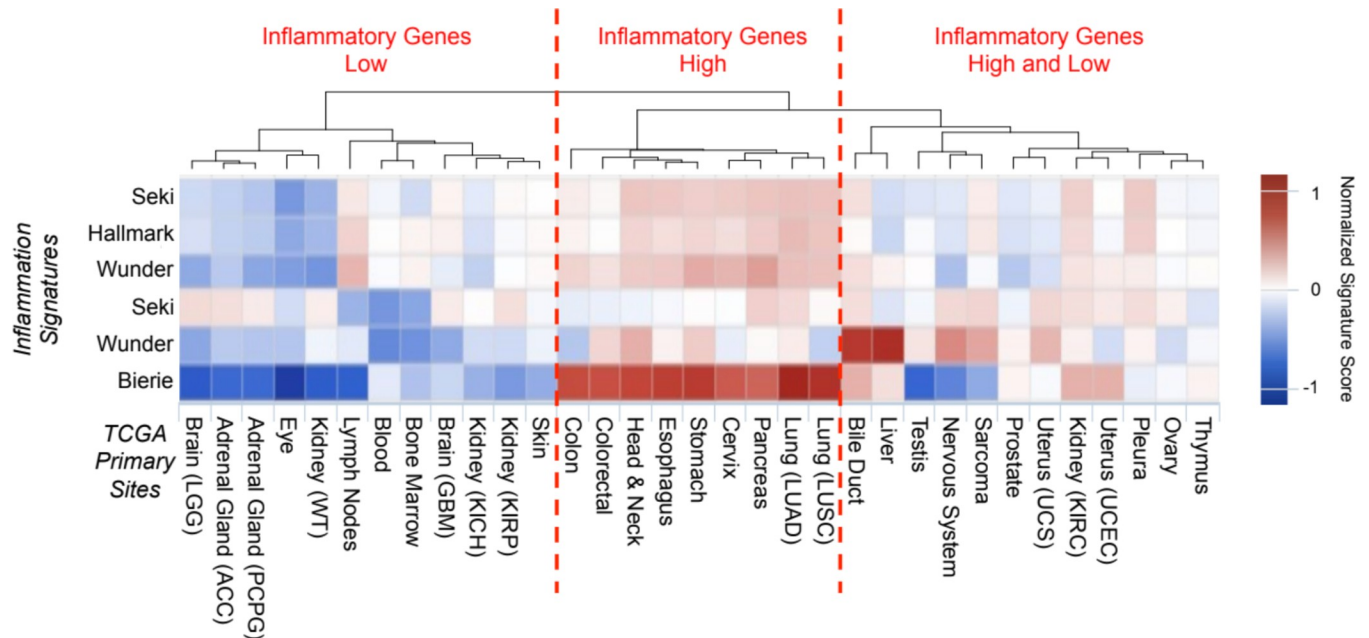 Inflammatory Genes
Low
Inflammatory Genes
High
Inflammatory Genes
High and Low
Inflammation
Signatures
Seki
Hallmark
Wunder
Seki
Wunder
Bierie
1
0
-1
Normalized Signature Score
TCGA
Primary
Sites
Brain (LGG)
Adrenal Gland (ACC)
Adrenal Gland (PCPG)
Eye
Kidney (WT)
Lymph Nodes
Blood
Bone Marrow
Brain (GBM)
Kidney (KICH)
Kidney (KIRP)
Skin
Colon
Colorectal
Head & Neck
Esophagus
Stomach
Cervix
Pancreas
Lung (LUAD)
Lung (LUSC)
Bile Duct
Liver
Testis
Nervous System
Sarcoma
Prostate
Uterus (UCS)
Kidney (KIRC)
Uterus (UCEC)
Pleura
Ovary
Thymus